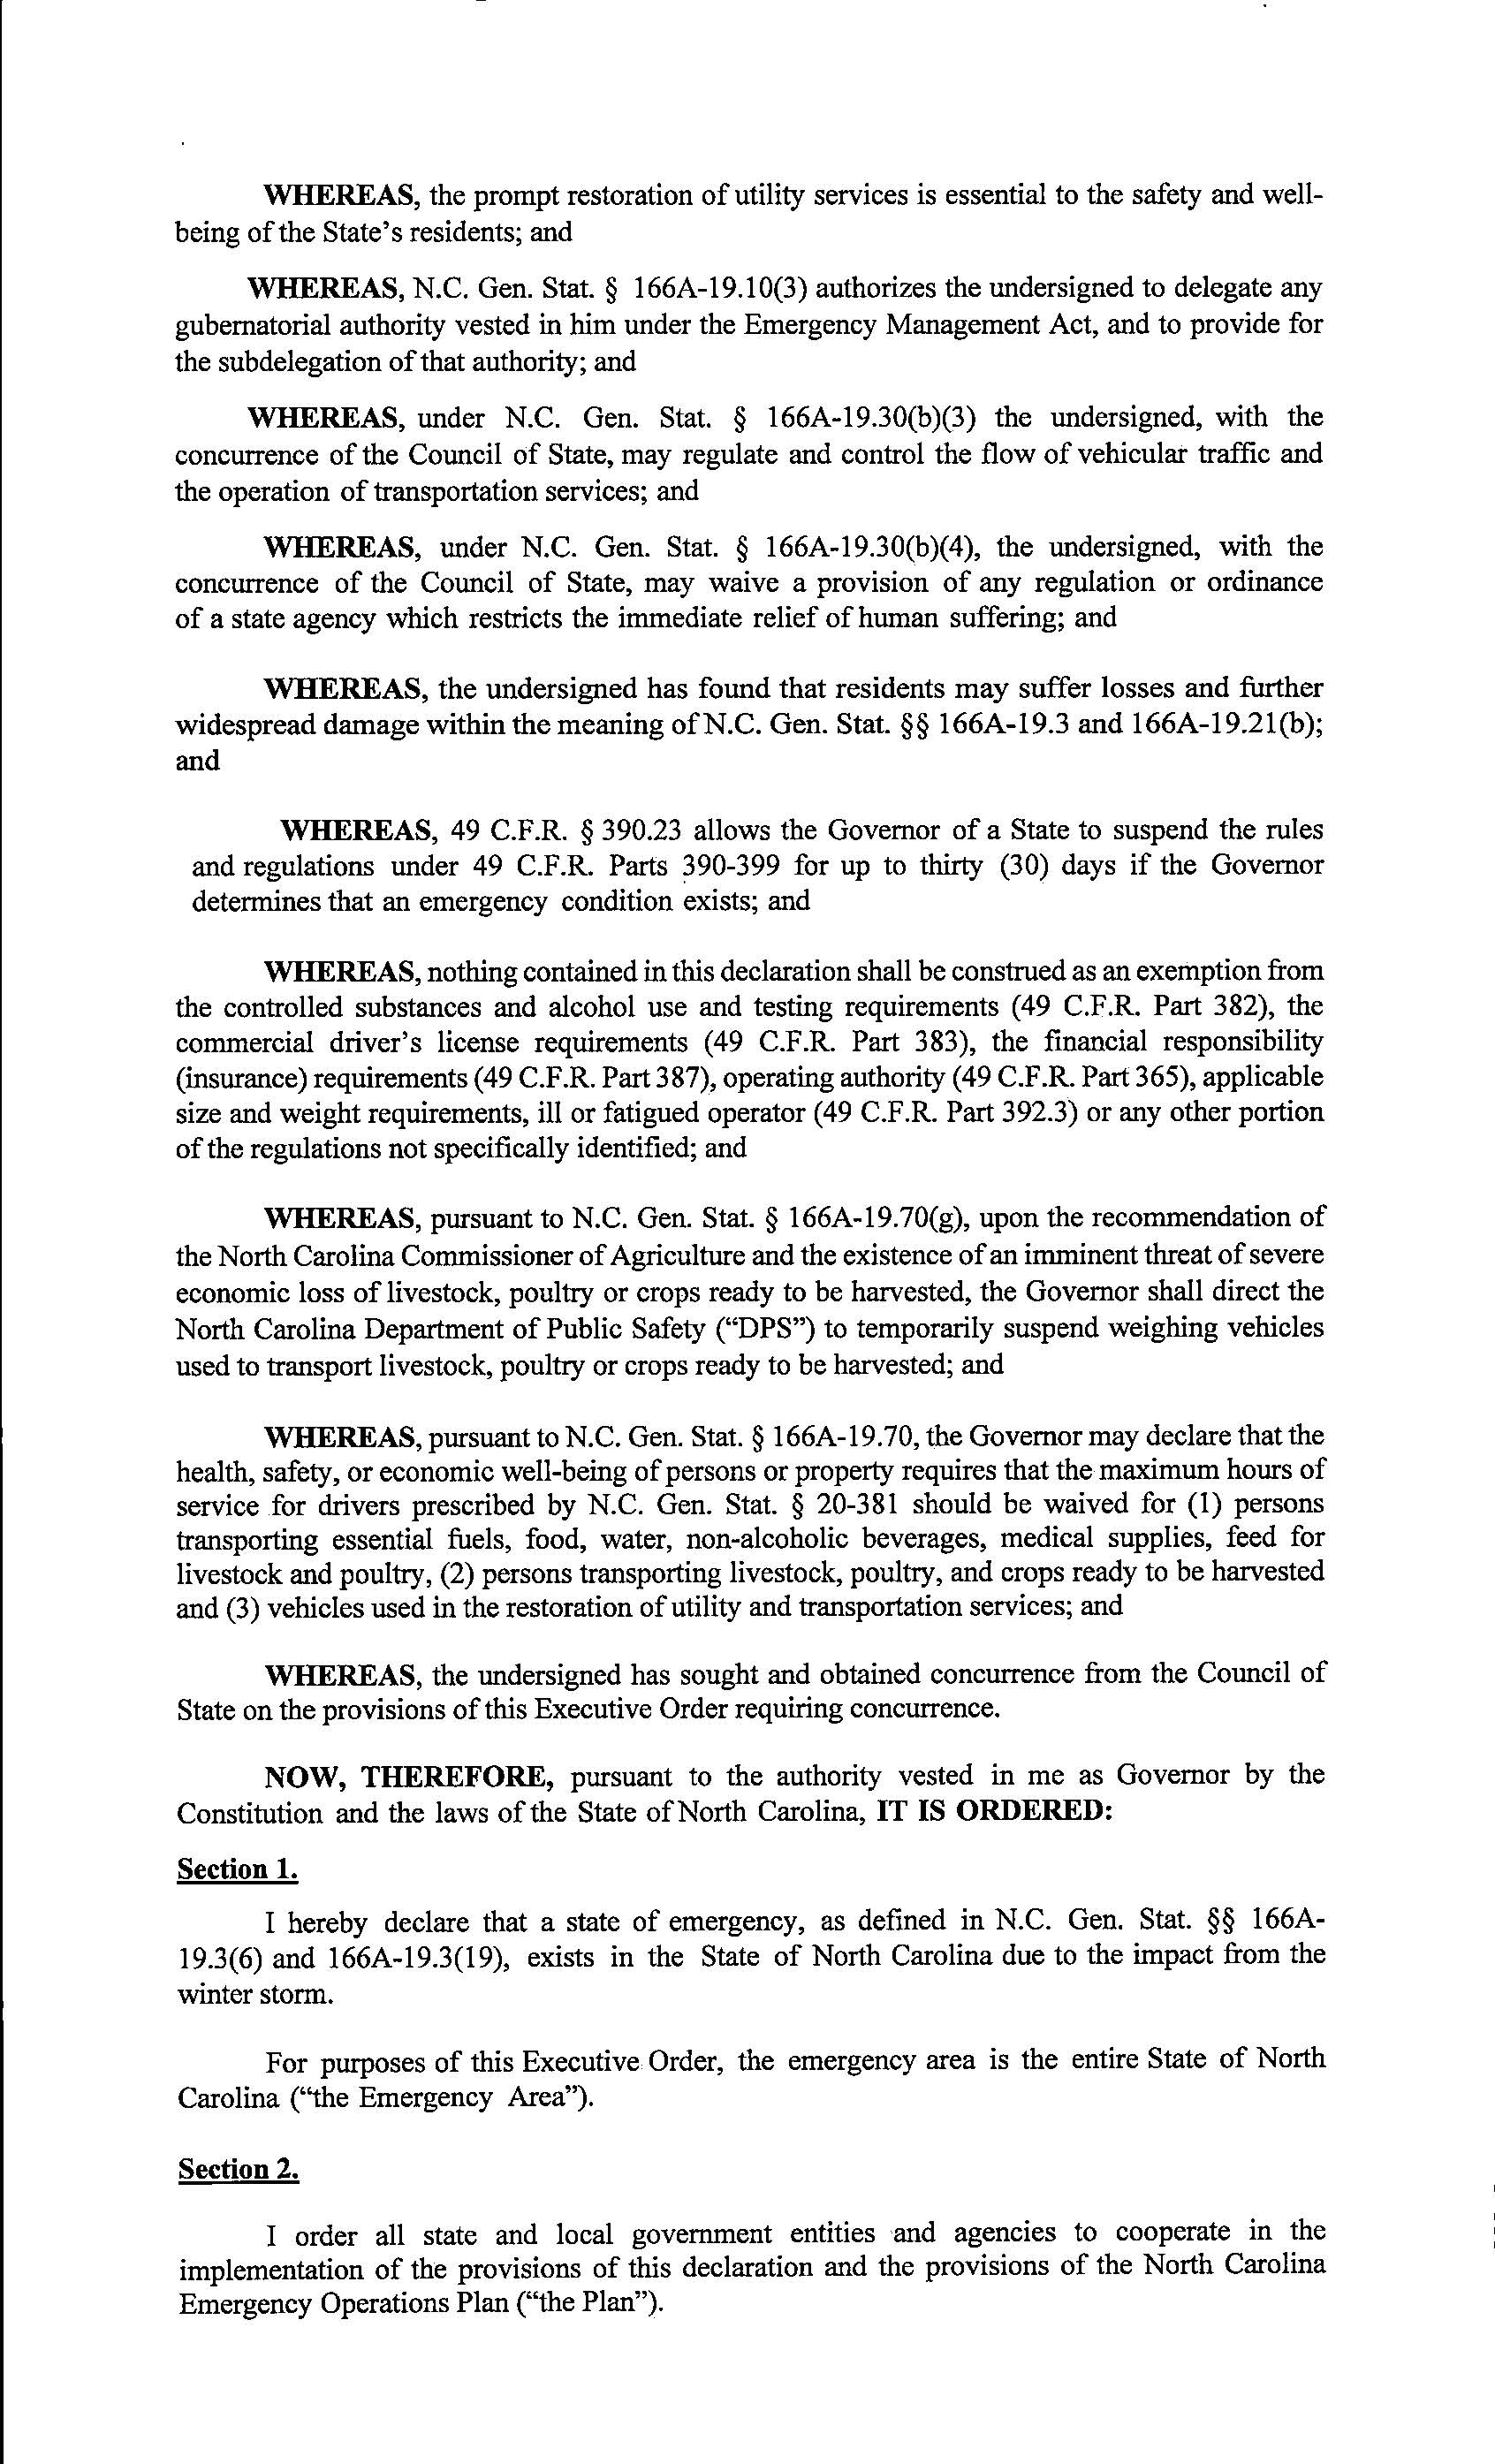 WHEREAS, the prompt restoration of utility services is essential to the safety and well-
being of the State's residents; and
WHEREAS, N.C. Gen. Stat. § 166A-19.10(3) authorizes the undersigned to delegate any
gubernatorial authority vested in him under the Emergency Management Act, and to provide for
the subdelegation of that authority; and
WHEREAS, under N.C. Gen. Stat. § 166A-19.30(b)(3) the undersigned, with the
concurrence of the Council of State, may regulate and control the flow of vehicular traffic and
the operation of transportation services; and
WHEREAS, under N.C. Gen. Stat. § 166A-19.30(b)(4), the undersigned, with the
concurrence of the Council of State, may waive a provision of any regulation or ordinance
of a state agency which restricts the immediate relief of human suffering; and
WHEREAS, the undersigned has found that residents may suffer losses and further
widespread damage within the meaning of N.C. Gen. Stat. §§ 166A-19.3 and 166A-19.21(b);
and
WHEREAS, 49 C.F.R. § 390.23 allows the Governor of a State to suspend the rules
and regulations under 49 C.F.R. Parts 390-399 for up to thirty (30) days if the Governor
determines that an emergency condition exists; and
WHEREAS, nothing contained in this declaration shall be construed as an exemption from
the controlled substances and alcohol use and testing requirements (49 C.F.R. Part 382), the
commercial driver's license requirements (49 C.F.R. Part 383), the financial responsibility
(insurance) requirements (49 C.F.R. Part 387), operating authority (49 C.F.R. Part 365), applicable
size and weight requirements, ill or fatigued operator (49 C.F.R. Part 392.3) or any other portion
of the regulations not specifically identified; and
WHEREAS, pursuant to N.C. Gen. Stat. § 166A-19.70(g), upon the recommendation of
the North Carolina Commissioner of Agriculture and the existence of an imminent threat of severe
economic loss of livestock, poultry or crops ready to be harvested, the Governor shall direct the
North Carolina Department of Public Safety ("DPS") to temporarily suspend weighing vehicles
used to transport livestock, poultry or crops ready to be harvested; and
WHEREAS, pursuant to N.C. Gen. Stat. § 166A-19.70, the Governor may declare that the
health, safety, or economic well-being of persons or property requires that the maximum hours of
service for drivers prescribed by N.C. Gen. Stat. § 20-381 should be waived for (1) persons
transporting essential fuels, food, water, non-alcoholic beverages, medical supplies, feed for
livestock and poultry, (2) persons transporting livestock, poultry, and crops ready to be harvested
and (3) vehicles used in the restoration of utility and transportation services; and
WHEREAS, the undersigned has sought and obtained concurrence from the Council of
State on the provisions of this Executive Order requiring concurrence.
NOW, THEREFORE, pursuant to the authority vested in me as Governor by the
Constitution and the laws of the State of North Carolina, IT IS ORDERED:
Section 1.
I hereby declare that a state of emergency, as defined in N.C. Gen. Stat. §§ 166A-
19.3(6) and 166A-19.3(19), exists in the State of North Carolina due to the impact from the
winter storm.
For purposes of this Executive Order, the emergency area is the entire State of North
Carolina ("the Emergency Area").
Section 2.
I order all state and local government entities and agencies to cooperate in the
implementation of the provisions of this declaration and the provisions of the North Carolina
Emergency Operations Plan ("the Plan").